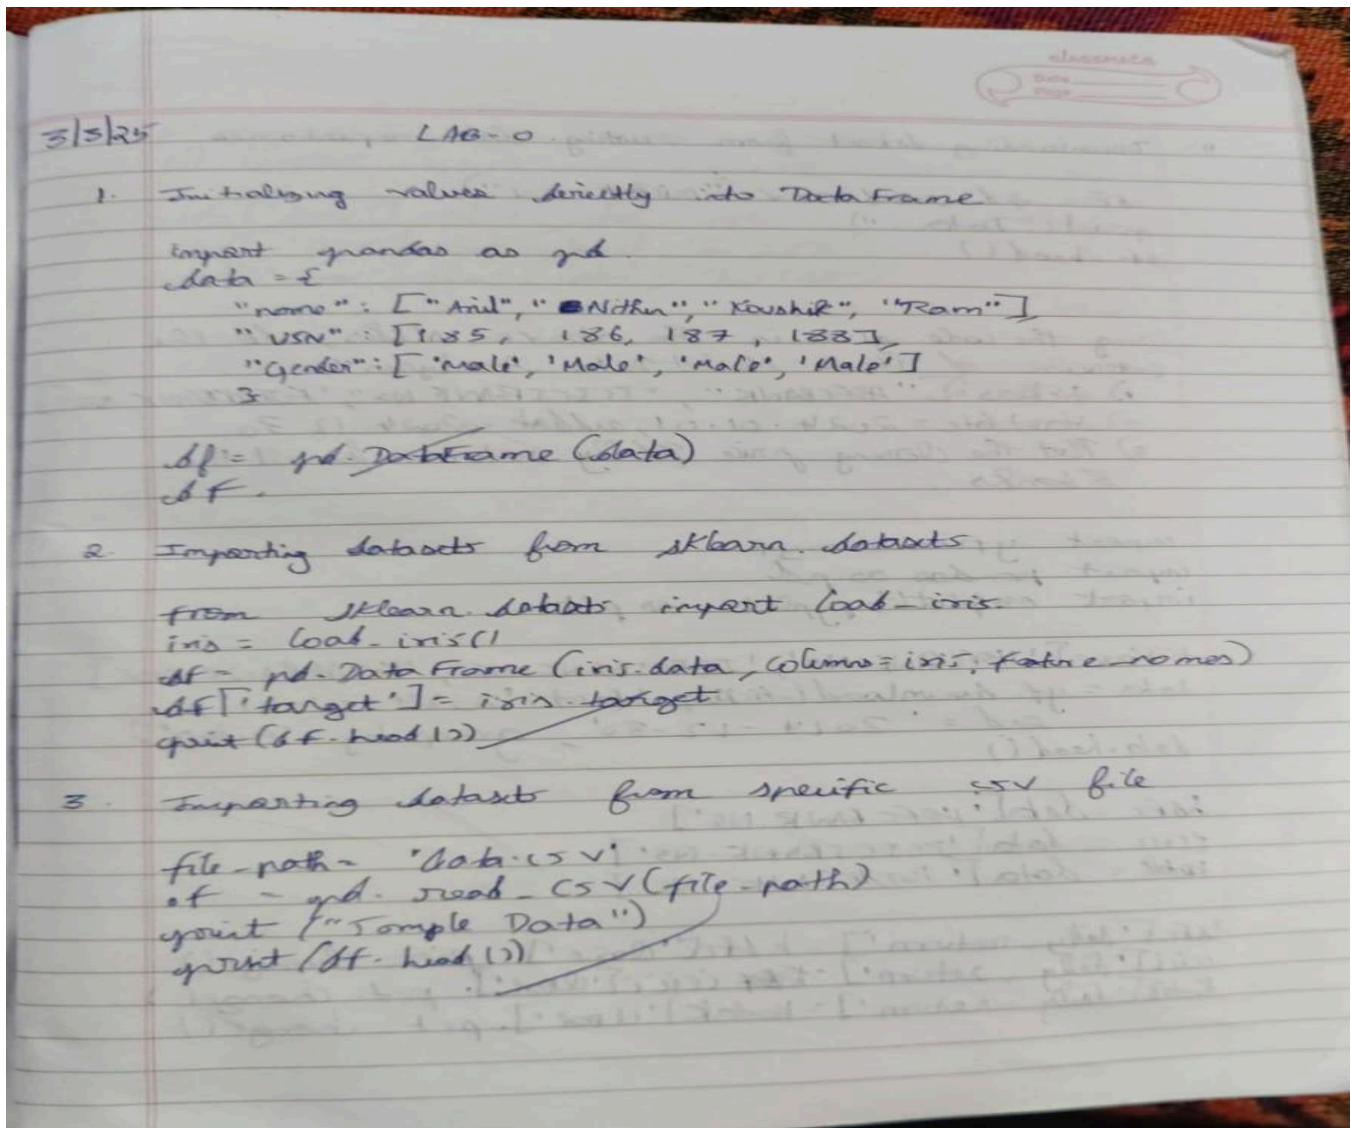 classmate
Date
Page
3/3/25 LAB-0
1. Initialising values deriectly into DataFrame
import pandas as pd.
data = {
"name": ["Anil", "Nithin", "Koushik", "Ram"]
"USN": [185, 186, 187, 188],
"Gender": ['Male', 'Male', 'Male', 'Male']
}
df = pd.DataFrame (data)
df.
2. Importing datasets from sklearn.datasets
from sklearn.datasets import load_iris.
iris = load_iris()
df = pd.DataFrame (iris.data, columns = iris.feature_names)
df['target'] = iris.target
print (df.head())
3. Importing datasets from specific csv file
file_path = 'data.csv'
df = pd.read_csv (file_path)
print ("Sample Data")
print (df.head())